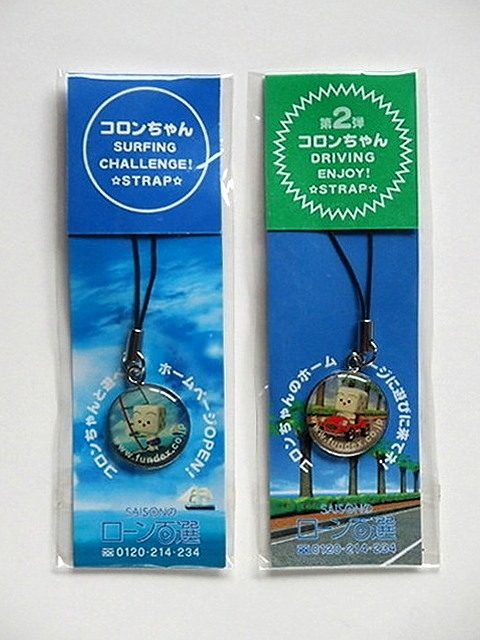 コロンちゃん
SURFING
CHALLENGE!
☆STRAP☆
コロンちゃんと遊べ
ホームページOPEN!
www.fundex.co.jp
SAISONの
ローン百選
0120-214-234
第2弾
コロンちゃん
DRIVING
ENJOY!
☆STRAP☆
コロンちゃんのホーム
ージに遊びに来てネ!
www.fundex.co.jp
SAISONの
ローン百選
0120-214-234